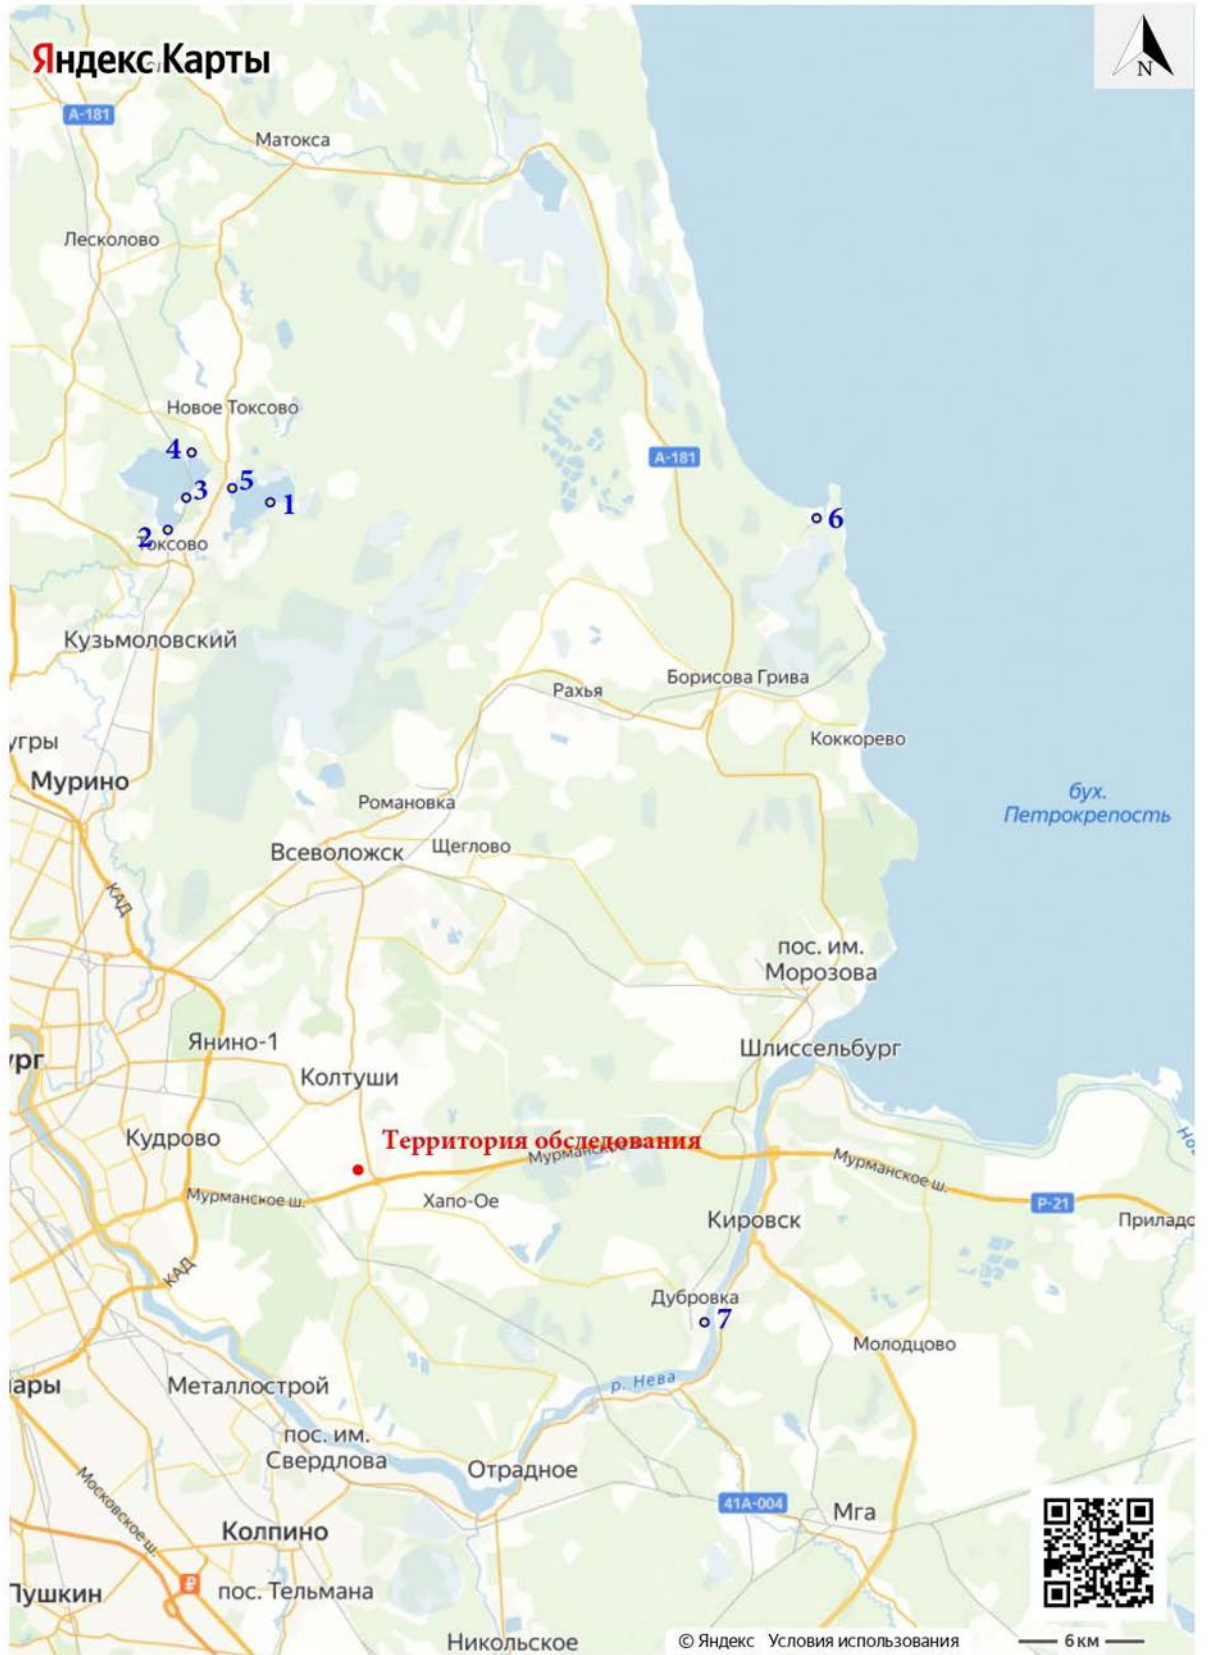 Яндекс Карты
N
А-181
Матокса
Лесколово
Новое Токсово
4
А-181
5
3
1
6
2
Токсово
Кузьмоловский
Борисова Грива
Рахья
Коккорево
угры
Мурино
бух.
Петрокрепость
Романовка
Щеглово
Всеволожск
КАД
пос. им.
Морозова
Янино-1
Шлиссельбург
ург
Колтуши
Кудрово
Территория обследования
Мурманское
Мурманское ш.
Мурманское ш.
Хапо-Ое
Р-21
Кировск
Приладо
КАД
Дубровка
7
Молодцово
р. Нева
ары
Металлострой
пос. им.
Свердлова
Отрадное
Московское ш.
41А-004
Мга
Колпино
Пушкин
пос. Тельмана
Никольское
© Яндекс Условия использования
6 км